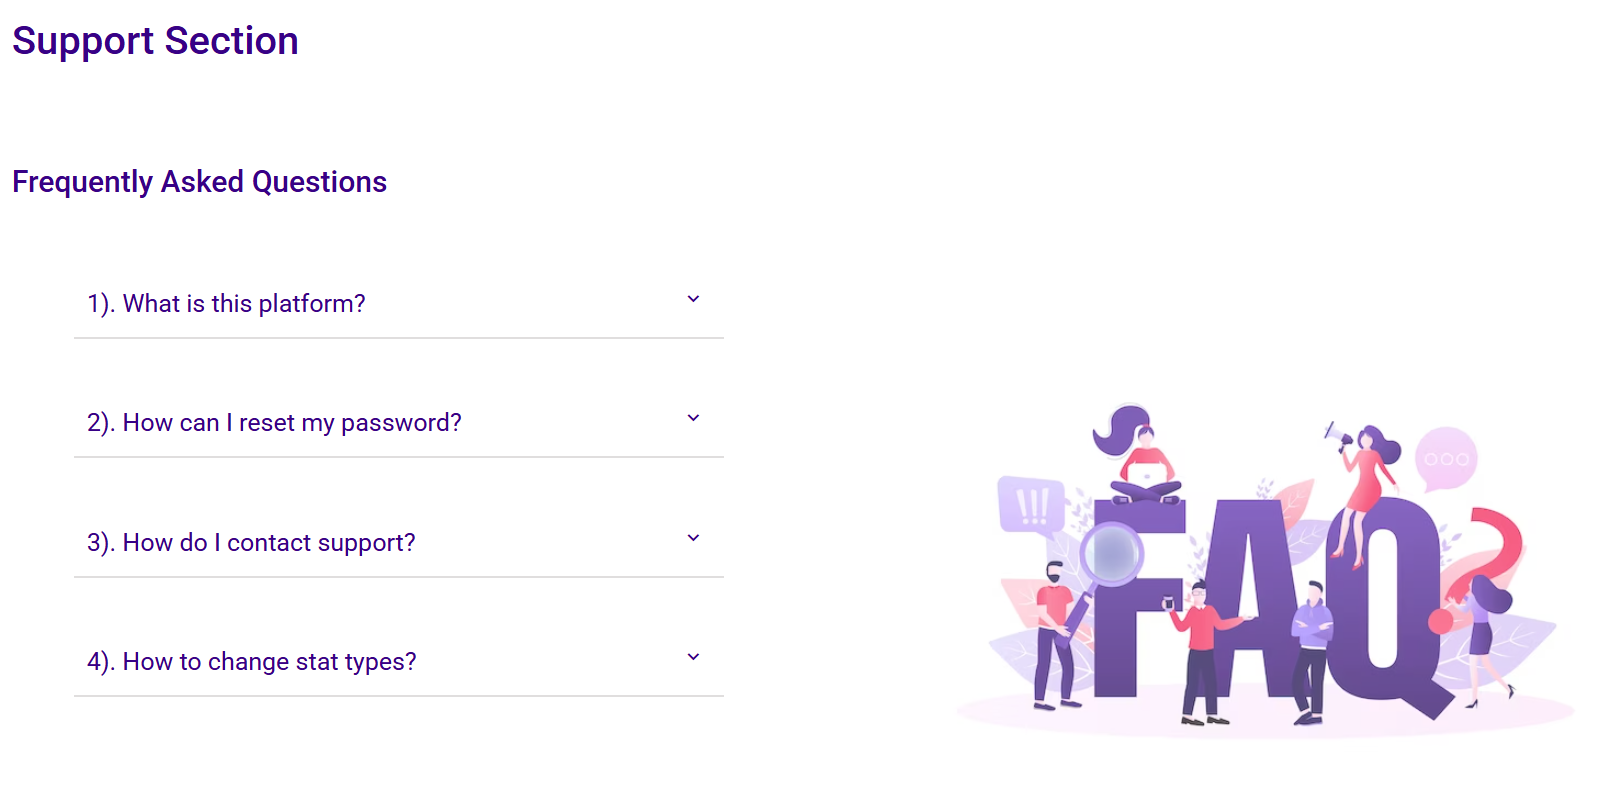 Support Section
Frequently Asked Questions
1). What is this platform?
2). How can I reset my password?
3). How do I contact support?
4). How to change stat types?
!!!
FAQ?